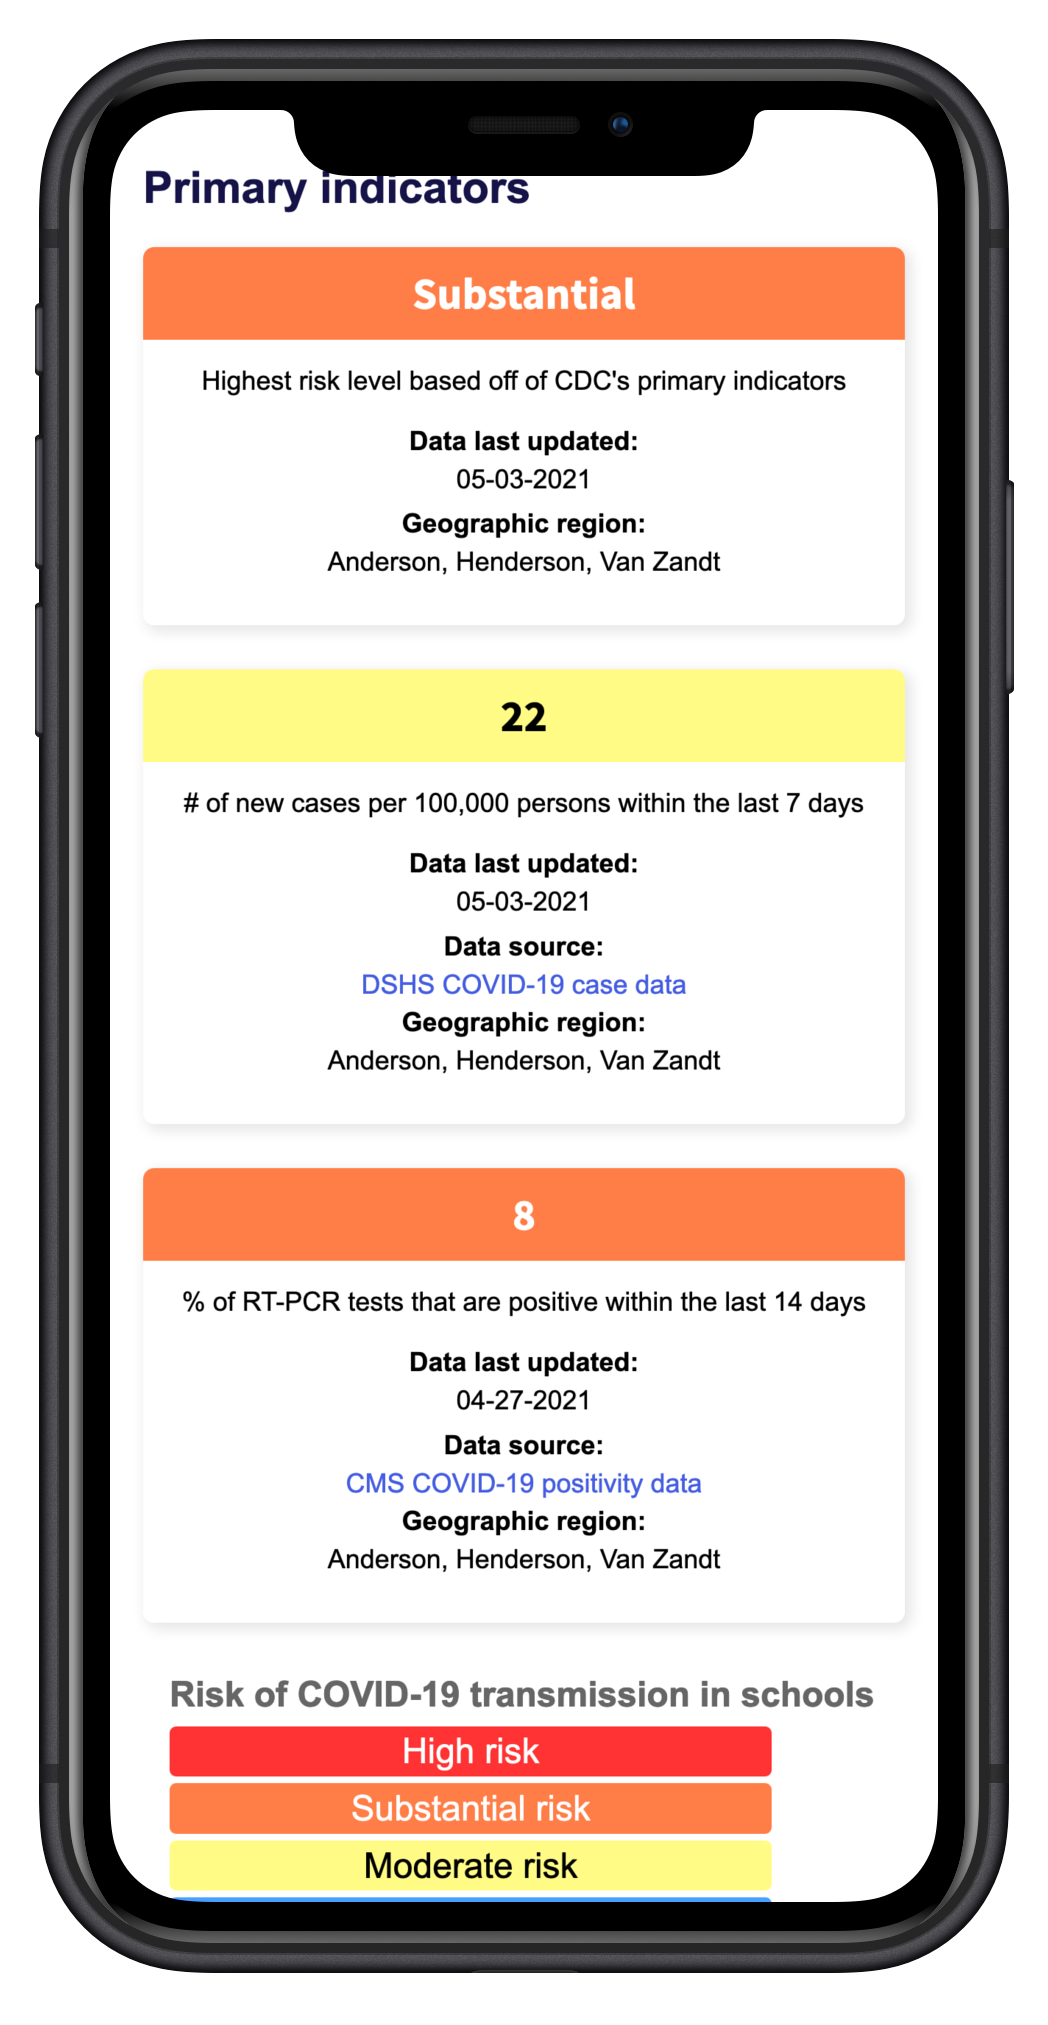 Primary indicators
Substantial
Highest risk level based off of CDC's primary indicators
Data last updated:
05-03-2021
Geographic region:
Anderson, Henderson, Van Zandt
22
# of new cases per 100,000 persons within the last 7 days
Data last updated:
05-03-2021
Data source:
DSHS COVID-19 case data
Geographic region:
Anderson, Henderson, Van Zandt
8
% of RT-PCR tests that are positive within the last 14 days
Data last updated:
04-27-2021
Data source:
CMS COVID-19 positivity data
Geographic region:
Anderson, Henderson, Van Zandt
Risk of COVID-19 transmission in schools
High risk
Substantial risk
Moderate risk